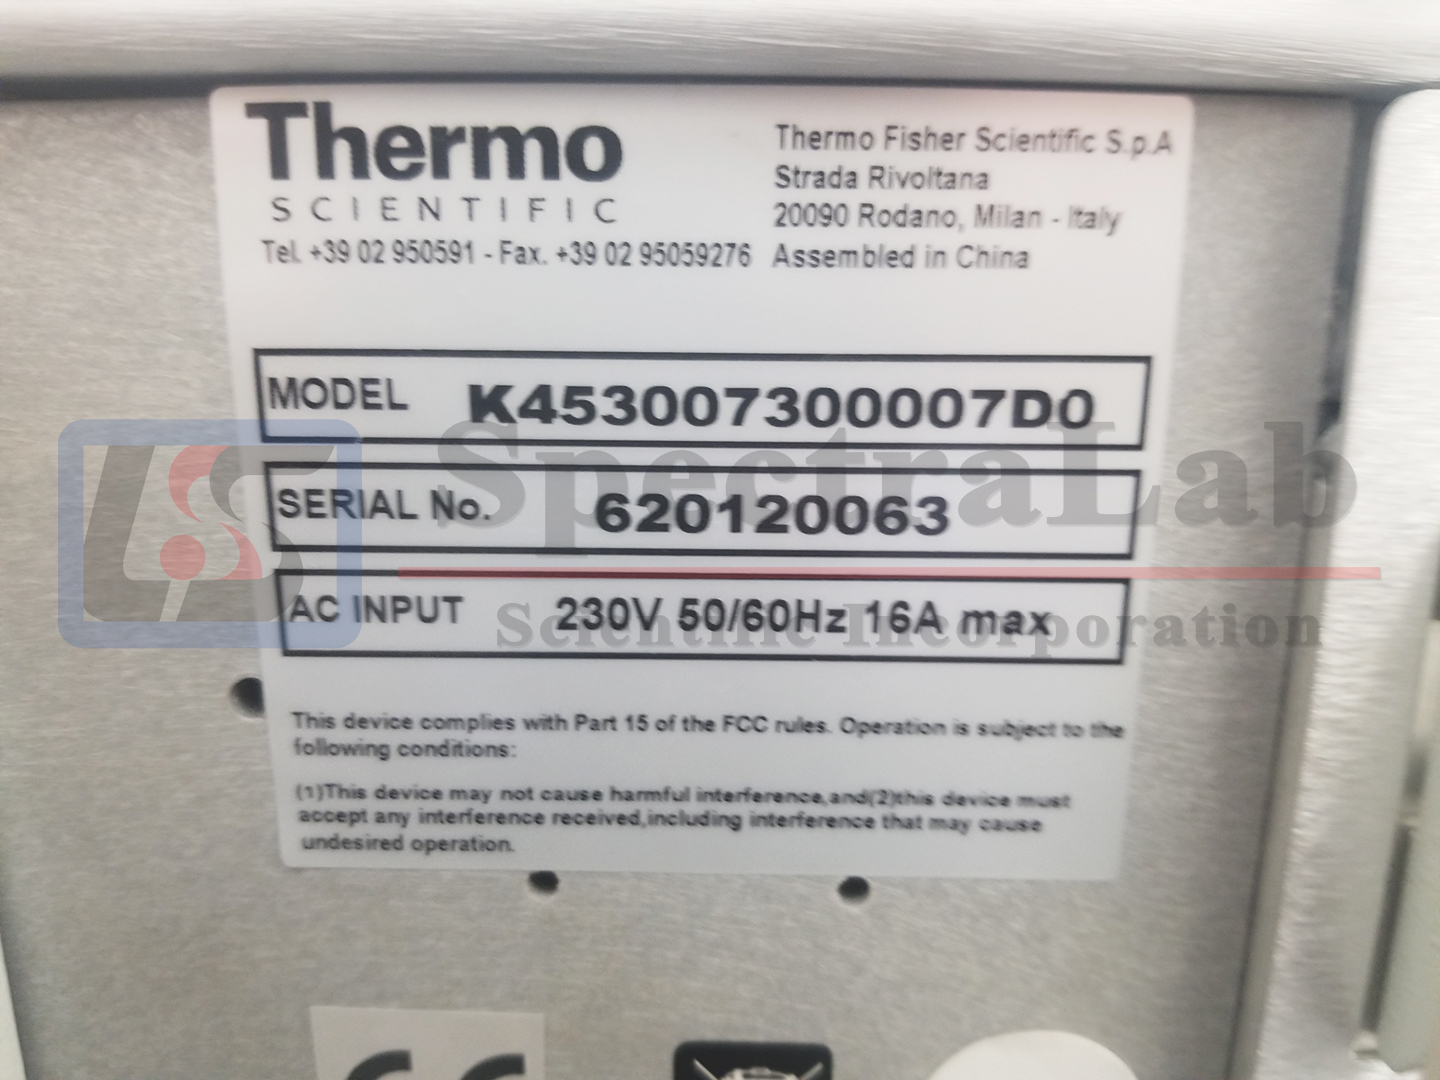 Thermo
SCIENTIFIC
Tel. +39 02 950591 - Fax. +39 02 95059276
Thermo Fisher Scientific S.p.A
Strada Rivoltana
20090 Rodano, Milan - Italy
Assembled in China
MODEL K453007300007D0
SERIAL No. 620120063
AC INPUT 230V 50/60Hz 16A max
This device complies with Part 15 of the FCC rules. Operation is subject to the
following conditions:
(1)This device may not cause harmful interference,and(2)this device must
accept any interference received,including interference that may cause
undesired operation.
LS
SpectraLab
Scientific Incorporation
CE